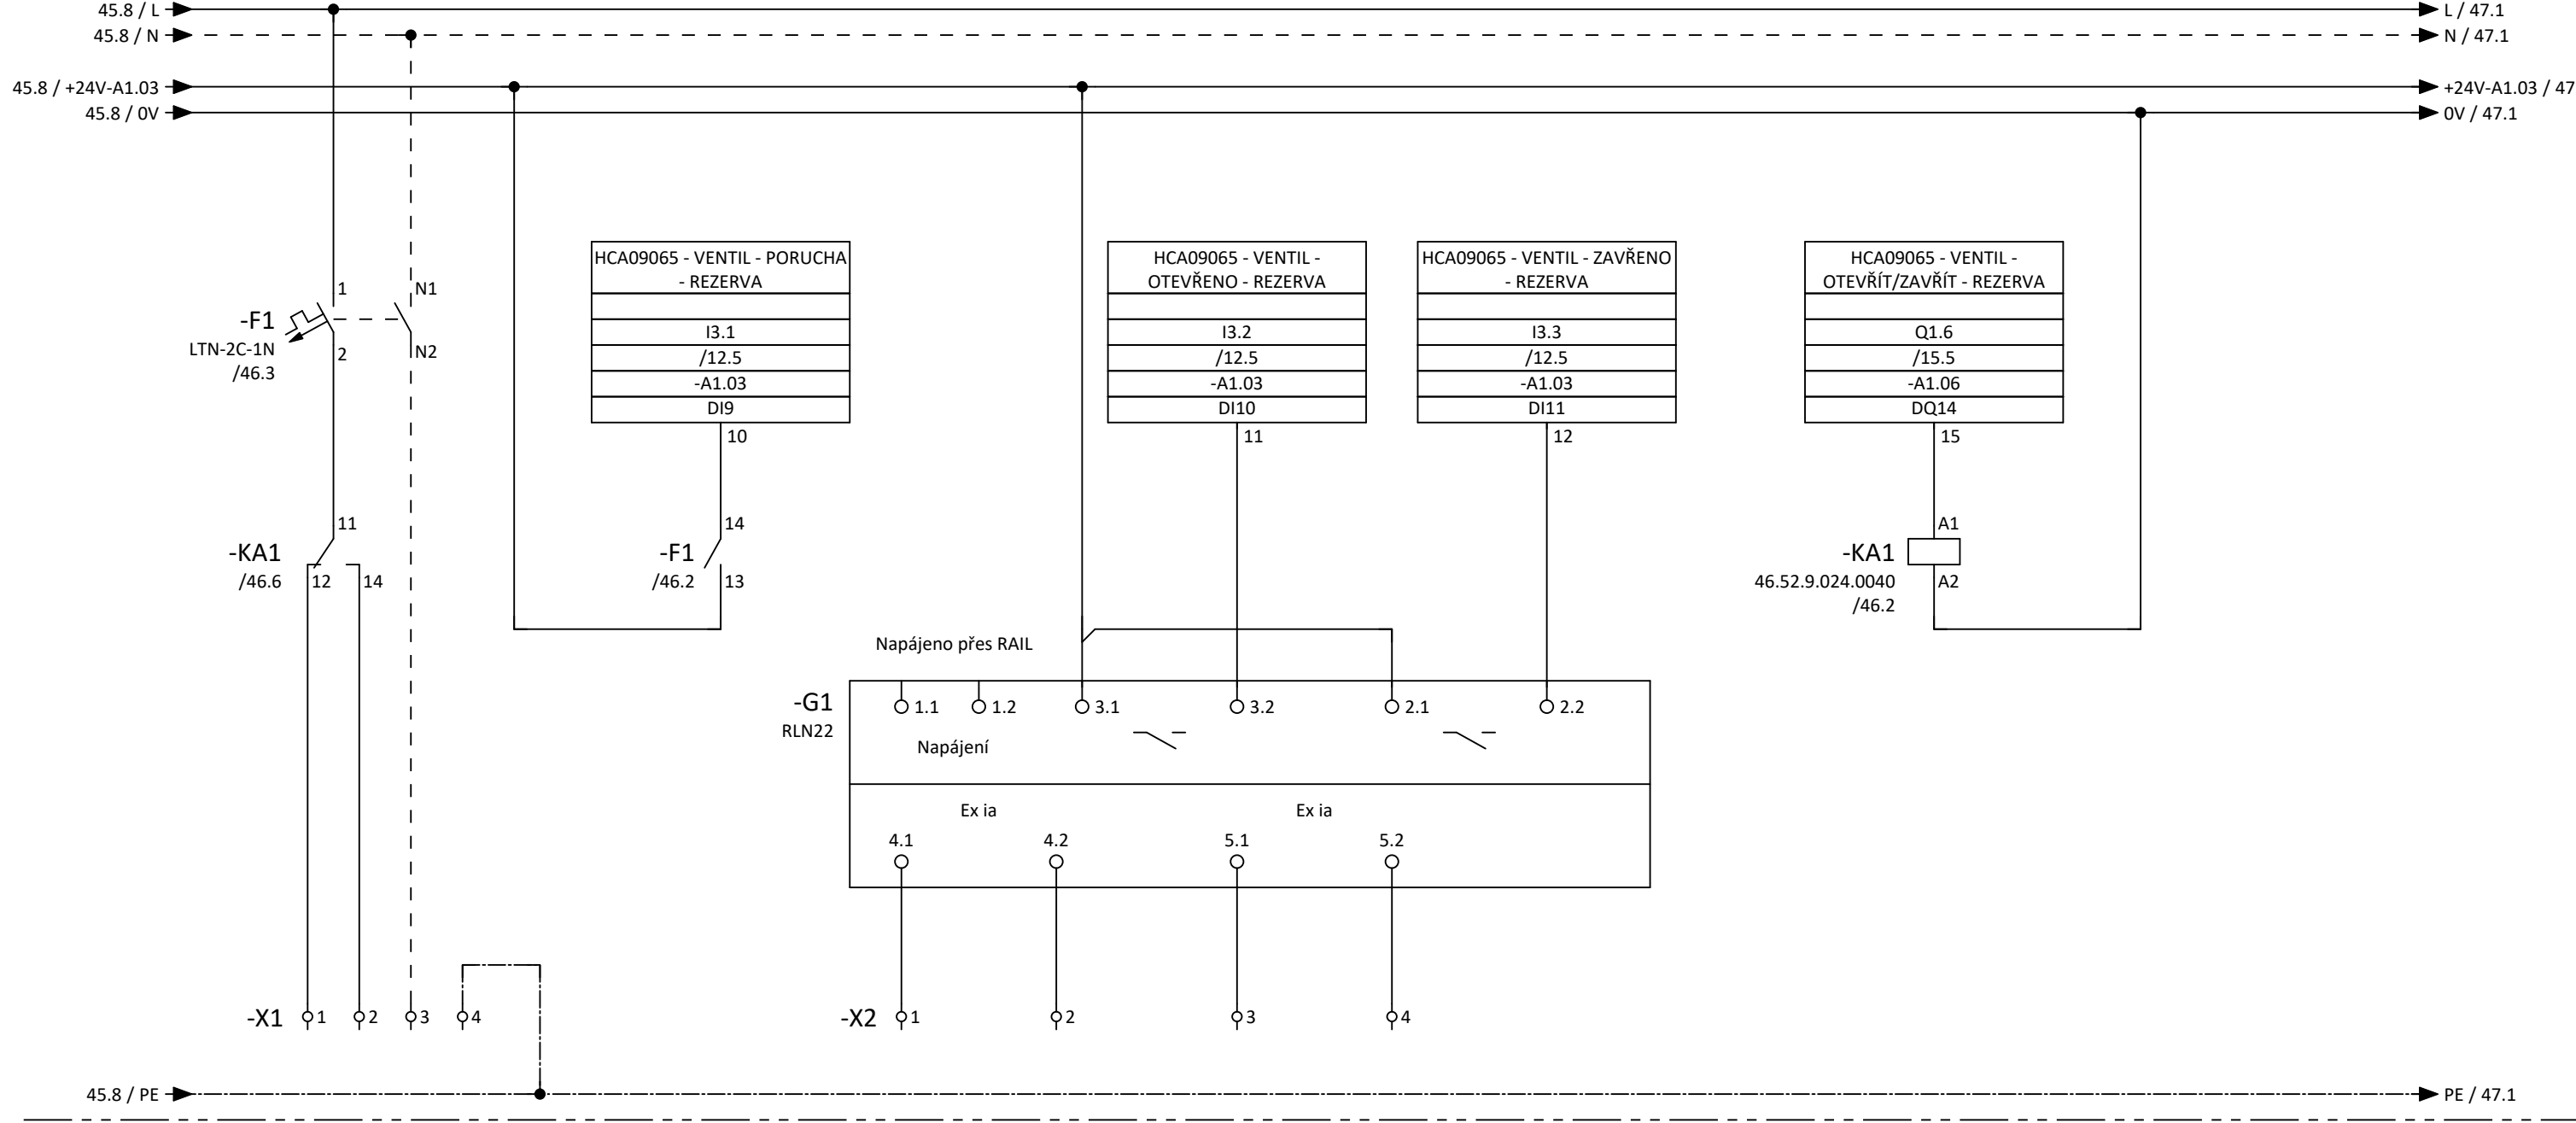 45.8 / L
L / 47.1
45.8 / N
N / 47.1
45.8 / +24V-A1.03
+24V-A1.03 / 47
45.8 / 0V
0V / 47.1
HCA09065 - VENTIL - PORUCHA
- REZERVA
I3.1
/12.5
-A1.03
DI9
10
HCA09065 - VENTIL -
OTEVŘENO - REZERVA
I3.2
/12.5
-A1.03
DI10
11
HCA09065 - VENTIL - ZAVŘENO
- REZERVA
I3.3
/12.5
-A1.03
DI11
12
HCA09065 - VENTIL -
OTEVŘÍT/ZAVŘÍT - REZERVA
Q1.6
/15.5
-A1.06
DQ14
15
1
N1
-F1
LTN-2C-1N
/46.3
2
N2
11
-KA1
/46.6
12
14
14
-F1
/46.2
13
A1
-KA1
46.52.9.024.0040
/46.2
A2
Napájeno přes RAIL
-G1
RLN22
1.1
1.2
3.1
3.2
2.1
2.2
Napájení
Ex ia
Ex ia
4.1
4.2
5.1
5.2
-X1
1
2
3
4
-X2
1
2
3
4
45.8 / PE
PE / 47.1